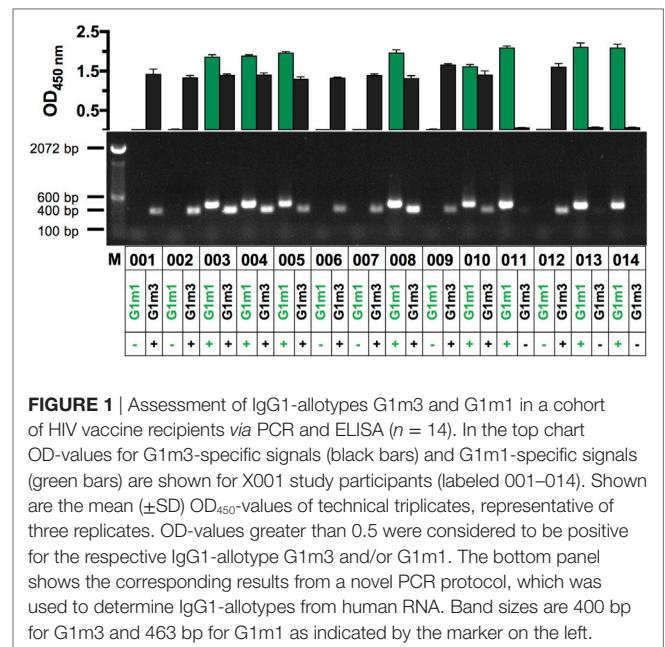 2.5
1.5
0.5
OD450 nm
2072 bp
600 bp
400 bp
100 bp
M 001 002 003 004 005 006 007 008 009 010 011 012 013 014
G1m1 G1m3 G1m1 G1m3 G1m1 G1m3 G1m1 G1m3 G1m1 G1m3 G1m1 G1m3 G1m1 G1m3 G1m1 G1m3 G1m1 G1m3 G1m1 G1m3 G1m1 G1m3 G1m1 G1m3 G1m1 G1m3 G1m1 G1m3
- + - + + + + + + + - + - + + + - + + + + - - + + - + -
FIGURE 1 | Assessment of IgG1-allotypes G1m3 and G1m1 in a cohort
of HIV vaccine recipients via PCR and ELISA (n = 14). In the top chart
OD-values for G1m3-specific signals (black bars) and G1m1-specific signals
(green bars) are shown for X001 study participants (labeled 001–014). Shown
are the mean (±SD) OD450-values of technical triplicates, representative of
three replicates. OD-values greater than 0.5 were considered to be positive
for the respective IgG1-allotype G1m3 and/or G1m1. The bottom panel
shows the corresponding results from a novel PCR protocol, which was
used to determine IgG1-allotypes from human RNA. Band sizes are 400 bp
for G1m3 and 463 bp for G1m1 as indicated by the marker on the left.